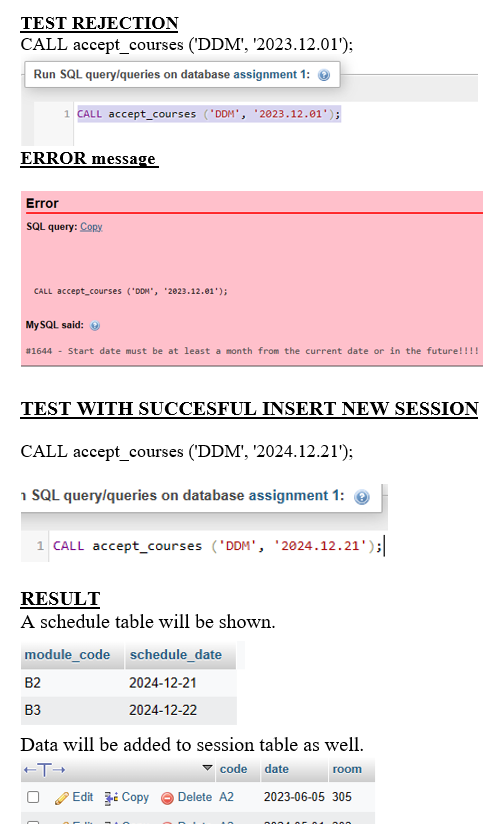 TEST REJECTION
CALL accept_courses ('DDM', '2023.12.01');
Run SQL query/queries on database assignment 1:
1 CALL accept_courses ('DDM', '2023.12.01');
ERROR message
Error
SQL query: Copy
CALL accept_courses ('DDM', '2023.12.01');
MySQL said:
#1644 - Start date must be at least a month from the current date or in the future!!!!
TEST WITH SUCCESFUL INSERT NEW SESSION
CALL accept_courses ('DDM', '2024.12.21');
SQL query/queries on database assignment 1:
1 CALL accept_courses ('DDM', '2024.12.21');
RESULT
A schedule table will be shown.
module_code schedule_date
B2 2024-12-21
B3 2024-12-22
Data will be added to session table as well.
←T→ code date room
Edit Copy Delete A2 2023-06-05 305